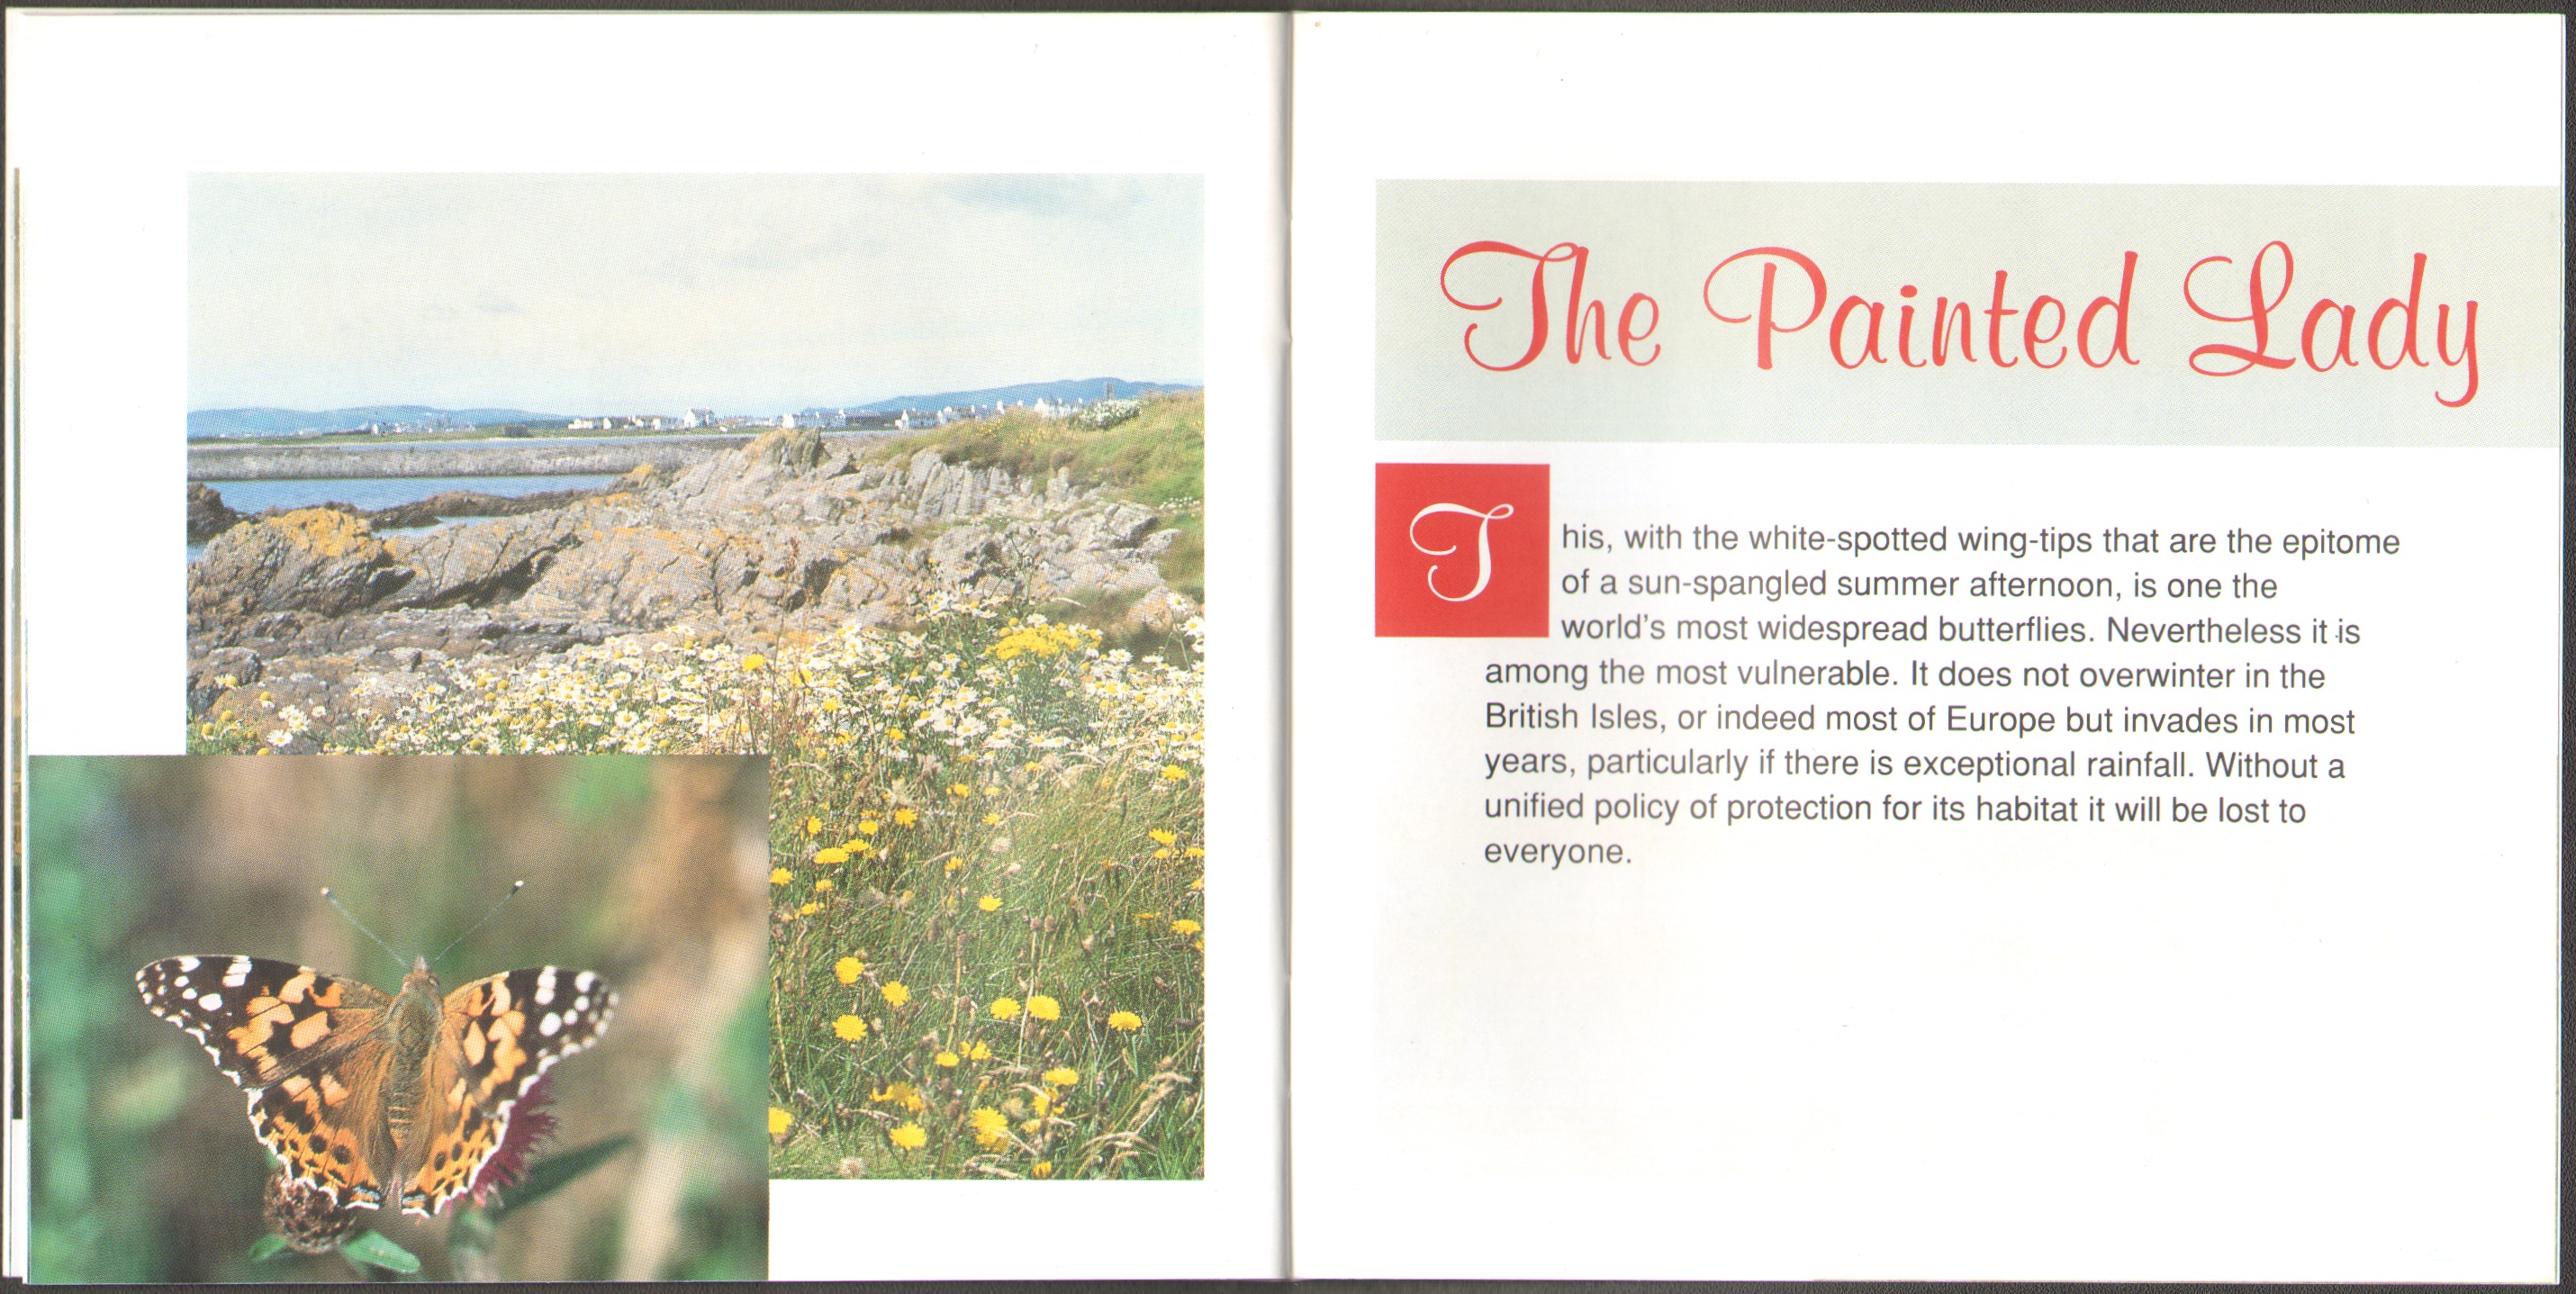 The Painted Lady
This, with the white-spotted wing-tips that are the epitome
of a sun-spangled summer afternoon, is one the
world's most widespread butterflies. Nevertheless it is
among the most vulnerable. It does not overwinter in the
British Isles, or indeed most of Europe but invades in most
years, particularly if there is exceptional rainfall. Without a
unified policy of protection for its habitat it will be lost to
everyone.